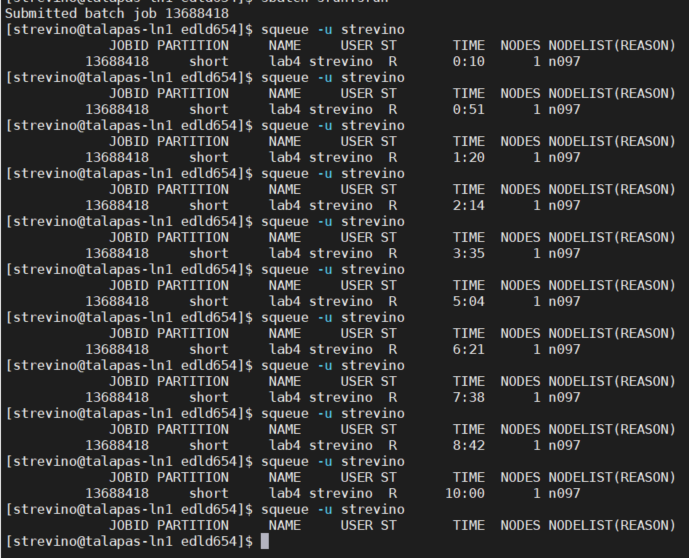 Submitted batch job 13688418
[strevino@talapas-ln1 edld654]$ squeue -u strevino
JOBID PARTITION NAME USER ST TIME NODES NODELIST(REASON)
13688418 short lab4 strevino R 0:10 1 n097
[strevino@talapas-ln1 edld654]$ squeue -u strevino
JOBID PARTITION NAME USER ST TIME NODES NODELIST(REASON)
13688418 short lab4 strevino R 0:51 1 n097
[strevino@talapas-ln1 edld654]$ squeue -u strevino
JOBID PARTITION NAME USER ST TIME NODES NODELIST(REASON)
13688418 short lab4 strevino R 1:20 1 n097
[strevino@talapas-ln1 edld654]$ squeue -u strevino
JOBID PARTITION NAME USER ST TIME NODES NODELIST(REASON)
13688418 short lab4 strevino R 2:14 1 n097
[strevino@talapas-ln1 edld654]$ squeue -u strevino
JOBID PARTITION NAME USER ST TIME NODES NODELIST(REASON)
13688418 short lab4 strevino R 3:35 1 n097
[strevino@talapas-ln1 edld654]$ squeue -u strevino
JOBID PARTITION NAME USER ST TIME NODES NODELIST(REASON)
13688418 short lab4 strevino R 5:04 1 n097
[strevino@talapas-ln1 edld654]$ squeue -u strevino
JOBID PARTITION NAME USER ST TIME NODES NODELIST(REASON)
13688418 short lab4 strevino R 6:21 1 n097
[strevino@talapas-ln1 edld654]$ squeue -u strevino
JOBID PARTITION NAME USER ST TIME NODES NODELIST(REASON)
13688418 short lab4 strevino R 7:38 1 n097
[strevino@talapas-ln1 edld654]$ squeue -u strevino
JOBID PARTITION NAME USER ST TIME NODES NODELIST(REASON)
13688418 short lab4 strevino R 8:42 1 n097
[strevino@talapas-ln1 edld654]$ squeue -u strevino
JOBID PARTITION NAME USER ST TIME NODES NODELIST(REASON)
13688418 short lab4 strevino R 10:00 1 n097
[strevino@talapas-ln1 edld654]$ squeue -u strevino
JOBID PARTITION NAME USER ST TIME NODES NODELIST(REASON)
[strevino@talapas-ln1 edld654]$